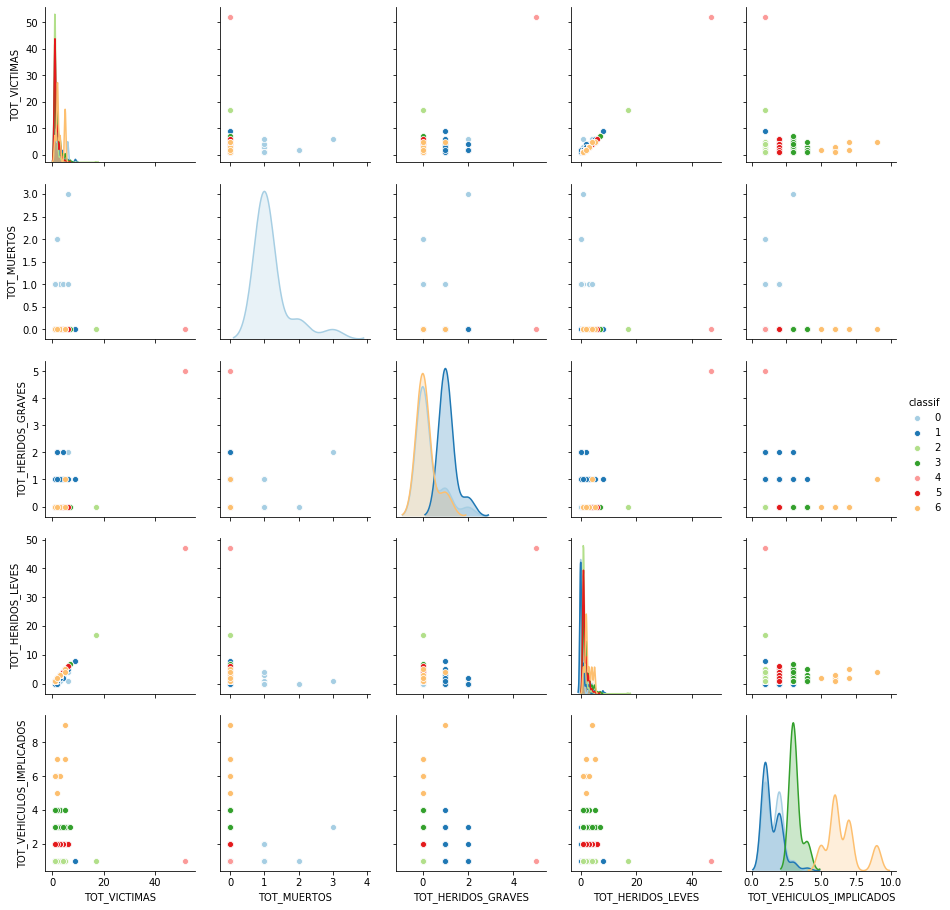 TOT_VICTIMAS
50
40
30
20
10
0
TOT_MUERTOS
3.0
2.5
2.0
1.5
1.0
0.5
0.0
TOT_HERIDOS_GRAVES
5
4
3
2
1
0
classif
0
1
2
3
4
5
6
TOT_HERIDOS_LEVES
50
40
30
20
10
0
TOT_VEHICULOS_IMPLICADOS
8
6
4
2
0 20 40
0 1 2 3 4
0 2 4
0 20 40
0.0 2.5 5.0 7.5 10.0
TOT_VICTIMAS
TOT_MUERTOS
TOT_HERIDOS_GRAVES
TOT_HERIDOS_LEVES
TOT_VEHICULOS_IMPLICADOS